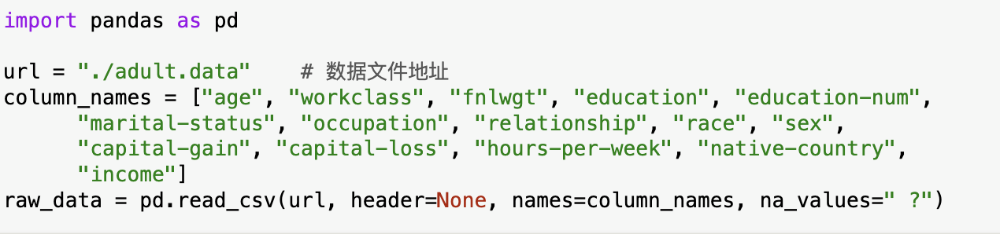 import pandas as pd
url = "./adult.data"    # 数据文件地址
column_names = ["age", "workclass", "fnlwgt", "education", "education-num",
      "marital-status", "occupation", "relationship", "race", "sex",
      "capital-gain", "capital-loss", "hours-per-week", "native-country",
      "income"]
raw_data = pd.read_csv(url, header=None, names=column_names, na_values=" ?")